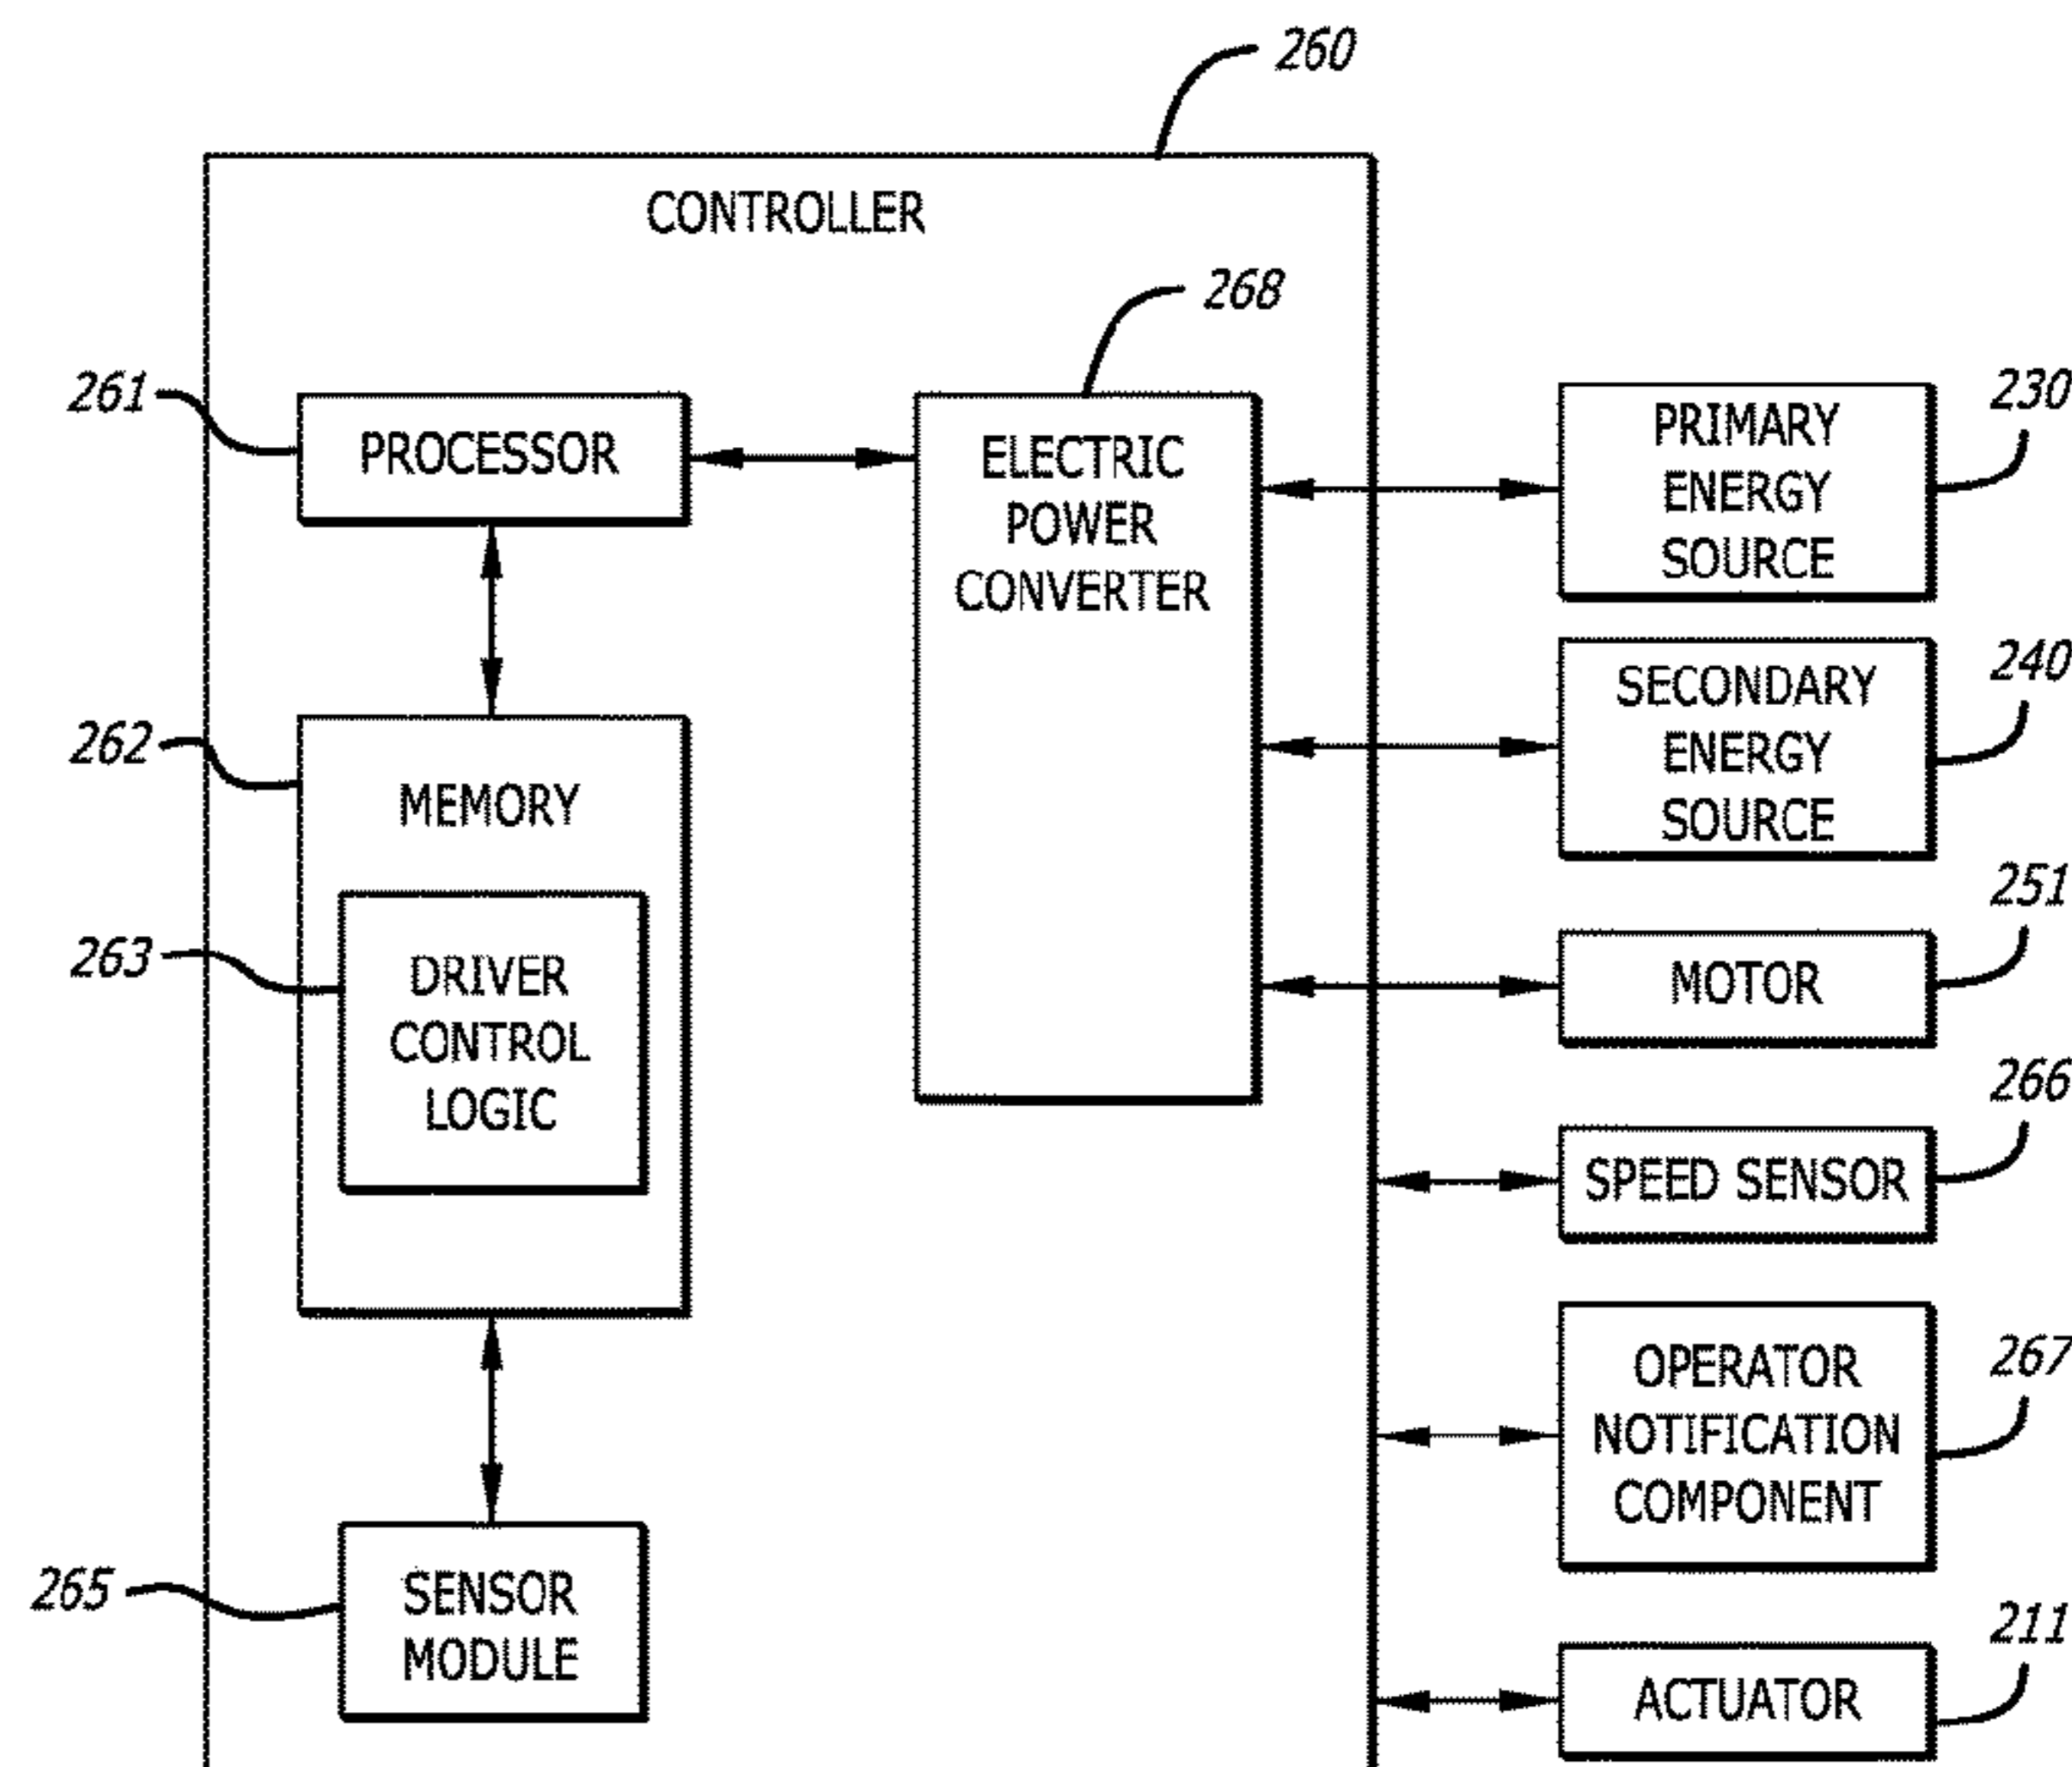 260
CONTROLLER
268
261
PROCESSOR
ELECTRIC
POWER
CONVERTER
PRIMARY
ENERGY
SOURCE
230
262
MEMORY
SECONDARY
ENERGY
SOURCE
240
263
DRIVER
CONTROL
LOGIC
MOTOR
251
SPEED SENSOR
266
OPERATOR
NOTIFICATION
COMPONENT
267
265
SENSOR
MODULE
ACTUATOR
211